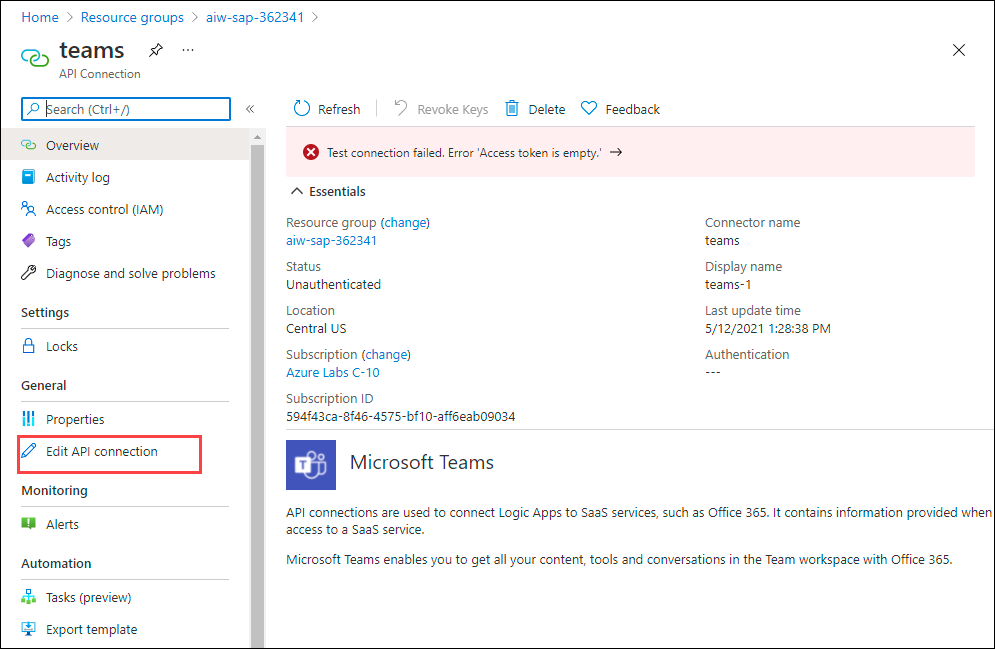 Home > Resource groups > aiw-sap-362341 >
teams
...
API Connection
Search (Ctrl+/)
«
Overview
Activity log
Access control (IAM)
Tags
Diagnose and solve problems
Settings
Locks
General
Properties
Edit API connection
Monitoring
Alerts
Automation
Tasks (preview)
Export template
Refresh
Revoke Keys
Delete
Feedback
Test connection failed. Error 'Access token is empty.' →
Essentials
Resource group (change)
aiw-sap-362341
Status
Unauthenticated
Location
Central US
Subscription (change)
Azure Labs C-10
Subscription ID
594f43ca-8f46-4575-bf10-aff6eab09034
Connector name
teams
Display name
teams-1
Last update time
5/12/2021 1:28:38 PM
Authentication
---
T
Microsoft Teams
API connections are used to connect Logic Apps to SaaS services, such as Office 365. It contains information provided when
access to a SaaS service.
Microsoft Teams enables you to get all your content, tools and conversations in the Team workspace with Office 365.